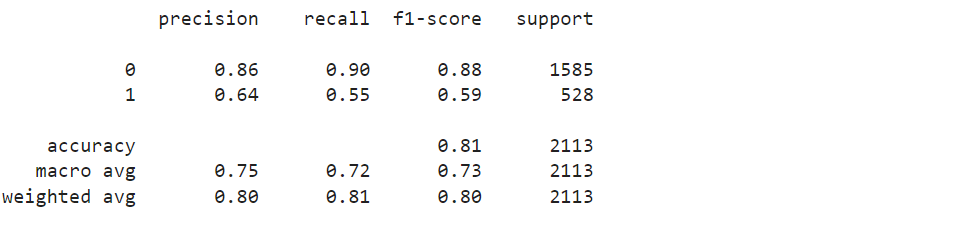 precision recall f1-score support
0 0.86 0.90 0.88 1585
1 0.64 0.55 0.59 528
accuracy 0.81 2113
macro avg 0.75 0.72 0.73 2113
weighted avg 0.80 0.81 0.80 2113